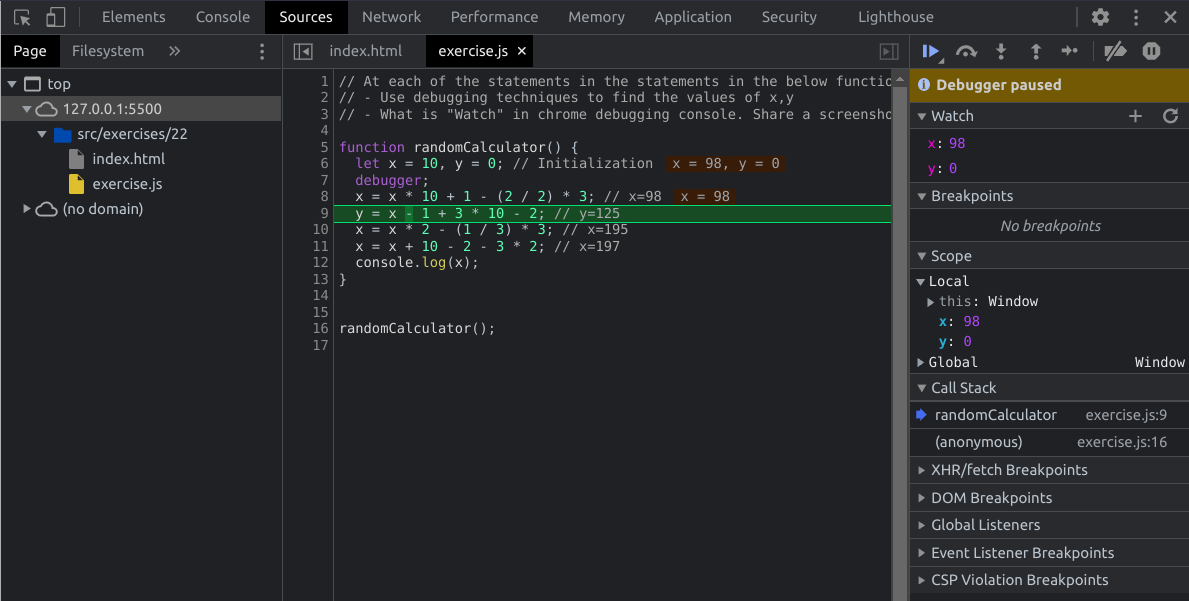 Elements Console Sources Network Performance Memory Application Security Lighthouse
Page Filesystem »
top
127.0.0.1:5500
src/exercises/22
index.html
exercise.js
(no domain)
index.html exercise.js ×
1 // At each of the statements in the statements in the below functio
2 // - Use debugging techniques to find the values of x,y
3 // - What is "Watch" in chrome debugging console. Share a screensho
4
5 function randomCalculator() {
6 let x = 10, y = 0; // Initialization x = 98, y = 0
7 debugger;
8 x = x * 10 + 1 - (2 / 2) * 3; // x=98 x = 98
9 y = x - 1 + 3 * 10 - 2; // y=125
10 x = x * 2 - (1 / 3) * 3; // x=195
11 x = x + 10 - 2 - 3 * 2; // x=197
12 console.log(x);
13 }
14
15
16 randomCalculator();
17
Debugger paused
Watch
x: 98
y: 0
Breakpoints
No breakpoints
Scope
Local
this: Window
x: 98
y: 0
Global Window
Call Stack
randomCalculator exercise.js:9
(anonymous) exercise.js:16
XHR/fetch Breakpoints
DOM Breakpoints
Global Listeners
Event Listener Breakpoints
CSP Violation Breakpoints